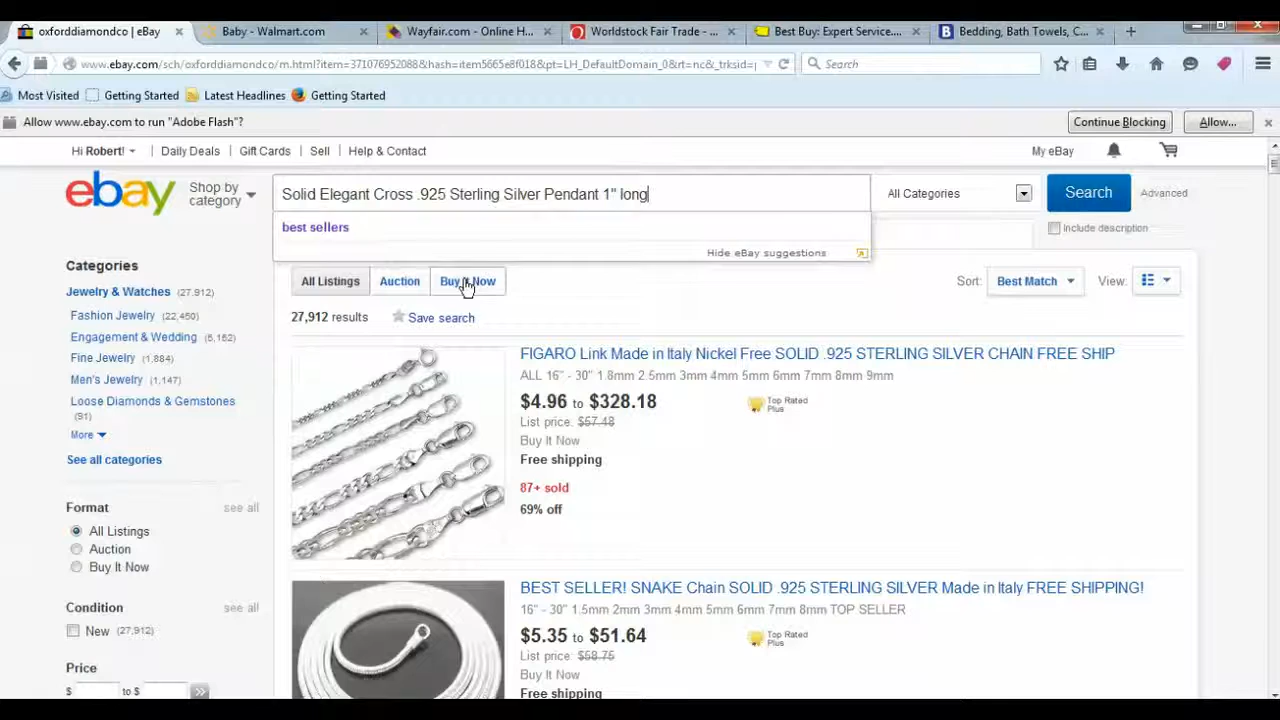 oxforddiamondco | eBay
Baby - Walmart.com
Wayfair.com - Online H...
Worldstock Fair Trade - ...
Best Buy: Expert Service....
Bedding, Bath Towels, C...
www.ebay.com/sch/oxforddiamondco/m.html?item=371076952088&hash=item5665e8f018&pt=LH_DefaultDomain_0&rt=nc&_trksid=p
Search
Most Visited
Getting Started
Latest Headlines
Getting Started
Allow www.ebay.com to run "Adobe Flash"?
Continue Blocking
Allow...
Hi Robert!
Daily Deals
Gift Cards
Sell
Help & Contact
My eBay
ebay
Shop by
category
Solid Elegant Cross .925 Sterling Silver Pendant 1" long
All Categories
Search
Advanced
best sellers
Include description
Hide eBay suggestions
Categories
Jewelry & Watches (27,912)
Fashion Jewelry (22,450)
Engagement & Wedding (5,162)
Fine Jewelry (1,884)
Men's Jewelry (1,147)
Loose Diamonds & Gemstones
(91)
More
See all categories
Format see all
All Listings
Auction
Buy It Now
Condition see all
New (27,912)
Price
$ to $
All Listings
Auction
Buy It Now
Sort: Best Match
View:
27,912 results
Save search
FIGARO Link Made in Italy Nickel Free SOLID .925 STERLING SILVER CHAIN FREE SHIP
ALL 16" - 30" 1.8mm 2.5mm 3mm 4mm 5mm 6mm 7mm 8mm 9mm
$4.96 to $328.18
Top Rated
Plus
List price: $57.48
Buy It Now
Free shipping
87+ sold
69% off
BEST SELLER! SNAKE Chain SOLID .925 STERLING SILVER Made in Italy FREE SHIPPING!
16" - 30" 1.5mm 2mm 3mm 4mm 5mm 6mm 7mm 8mm TOP SELLER
$5.35 to $51.64
Top Rated
Plus
List price: $58.75
Buy It Now
Free shipping